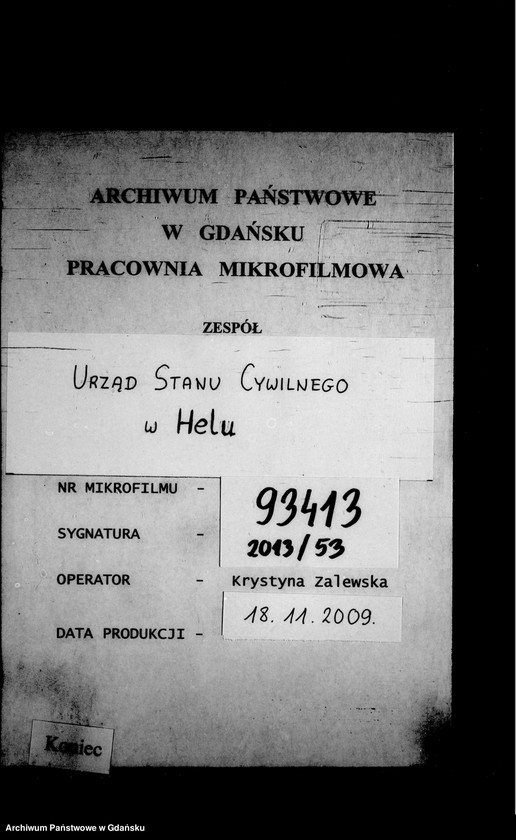 ARCHIWUM PAŃSTWOWE
W GDAŃSKU
PRACOWNIA MIKROFILMOWA
ZESPÓŁ
URZĄD STANU CYWILNEGO
w Helu
NR MIKROFILMU - 93413
SYGNATURA - 2013/53
OPERATOR - Krystyna Zalewska
DATA PRODUKCJI - 18.11.2009.
Koniec
Archiwum Państwowe w Gdańsku